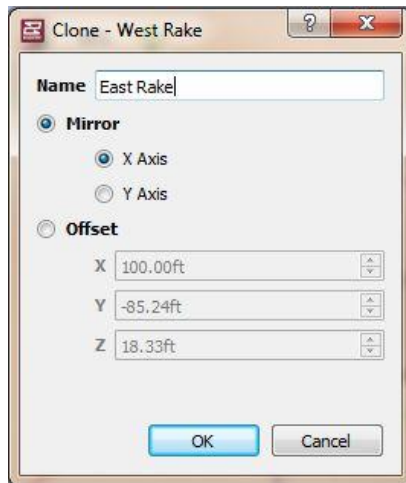 Clone - West Rake
Name East Rake
Mirror
X Axis
Y Axis
Offset
X 100.00ft
Y -85.24ft
Z 18.33ft
OK Cancel